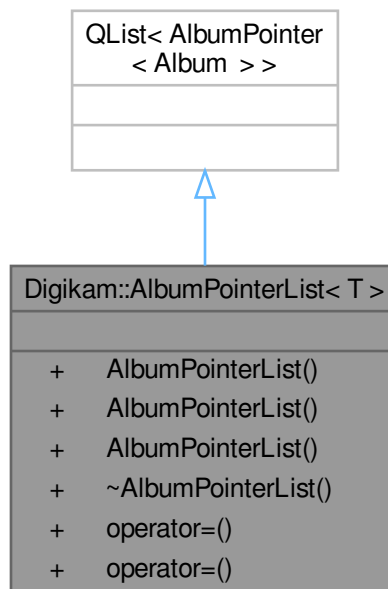 QList< AlbumPointer
< Album  > >
Digikam::AlbumPointerList< T >
+ AlbumPointerList()
+ AlbumPointerList()
+ AlbumPointerList()
+ ~AlbumPointerList()
+ operator=()
+ operator=()